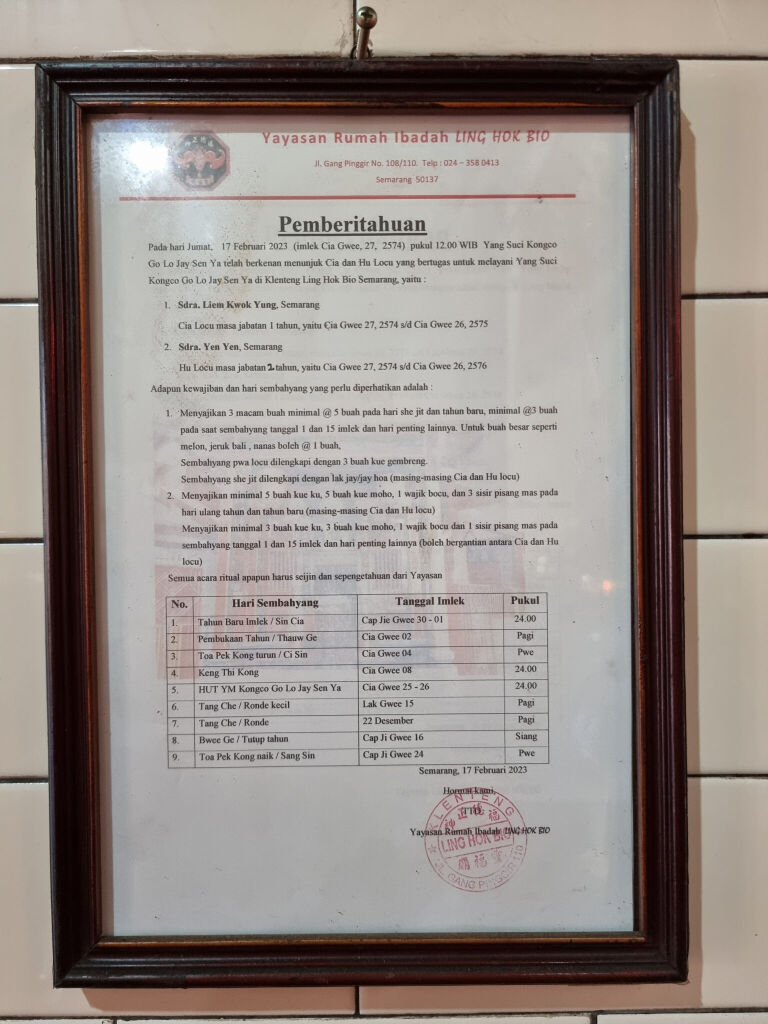 Yayasan Rumah Ibadah LING HOK BIO
Jl. Gang Pinggir No. 108/110. Telp : 024 – 358 0413
Semarang 50137
Pemberitahuan
Pada hari Jumat, 17 Februari 2023 (imlek Cia Gwee, 27, 2574) pukul 12.00 WIB Yang Suci Kongco
Go Lo Jay Sen Ya telah berkenan menunjuk Cia dan Hu Locu yang bertugas untuk melayani Yang Suci
Kongco Go Lo Jay Sen Ya di Klenteng Ling Hok Bio Semarang, yaitu :
1. Sdra. Liem Kwok Yung, Semarang
Cia Locu masa jabatan 1 tahun, yaitu Cia Gwee 27, 2574 s/d Cia Gwee 26, 2575
2. Sdra. Yen Yen, Semarang
Hu Locu masa jabatan 2 tahun, yaitu Cia Gwee 27, 2574 s/d Cia Gwee 26, 2576
Adapun kewajiban dan hari sembahyang yang perlu diperhatikan adalah :
1. Menyajikan 3 macam buah minimal @ 5 buah pada hari she jit dan tahun baru, minimal @3 buah
pada saat sembahyang tanggal 1 dan 15 imlek dan hari penting lainnya. Untuk buah besar seperti
melon, jeruk bali , nanas boleh @ 1 buah,
Sembahyang pwa locu dilengkapi dengan 3 buah kue gembreng.
Sembahyang she jit dilengkapi dengan lak jay/jay hoa (masing-masing Cia dan Hu locu)
2. Menyajikan minimal 5 buah kue ku, 5 buah kue moho, 1 wajik bocu, dan 3 sisir pisang mas pada
hari ulang tahun dan tahun baru (masing-masing Cia dan Hu locu)
Menyajikan minimal 3 buah kue ku, 3 buah kue moho, 1 wajik bocu dan 1 sisir pisang mas pada
sembahyang tanggal 1 dan 15 imlek dan hari penting lainnya (boleh bergantian antara Cia dan Hu
locu)
Semua acara ritual apapun harus seijin dan sepengetahuan dari Yayasan
No. Hari Sembahyang Tanggal Imlek Pukul
1. Tahun Baru Imlek / Sin Cia Cap Jie Gwee 30 - 01 24.00
2. Pembukaan Tahun / Thauw Ge Cia Gwee 02 Pagi
3. Toa Pek Kong turun / Ci Sin Cia Gwee 04 Pwe
4. Keng Thi Kong Cia Gwee 08 24.00
5. HUT YM Kongco Go Lo Jay Sen Ya Cia Gwee 25 - 26 24.00
6. Tang Che / Ronde kecil Lak Gwee 15 Pagi
7. Tang Che / Ronde 22 Desember Pagi
8. Bwee Ge / Tutup tahun Cap Ji Gwee 16 Siang
9. Toa Pek Kong naik / Sang Sin Cap Ji Gwee 24 Pwe
Semarang, 17 Februari 2023
Hormat kami,
TTD
Yayasan Rumah Ibadah LING HOK BIO
KLENTENG
LING HOK BIO
JL. GANG PINGGIR 110